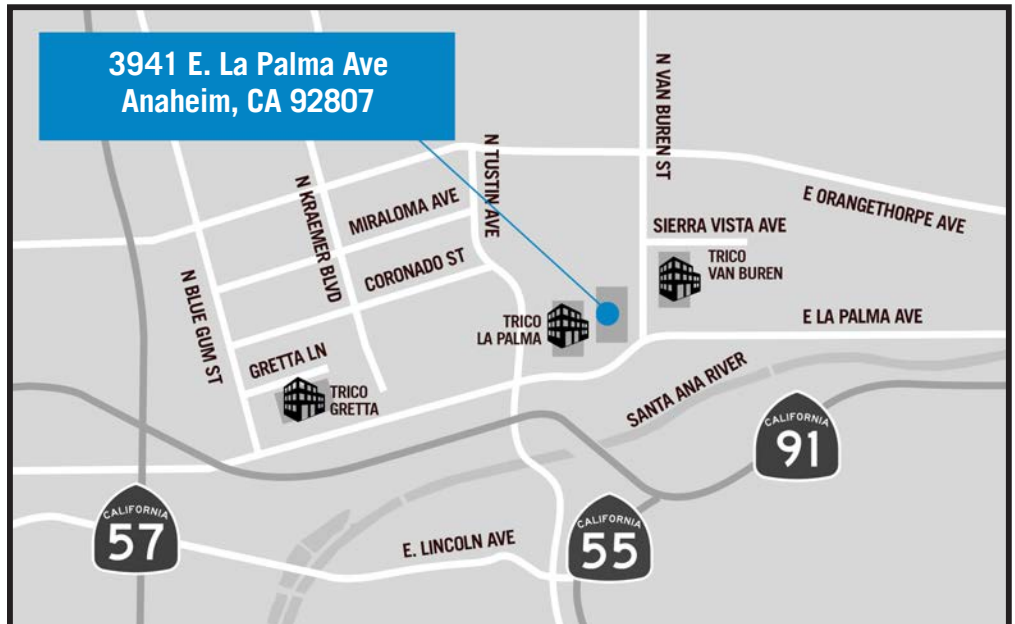 3941 E. La Palma Ave
Anaheim, CA 92807
N VAN BUREN ST
N TUSTIN AVE
E ORANGETHORPE AVE
N KRAEMER BLVD
MIRALOMA AVE
SIERRA VISTA AVE
CORONADO ST
TRICO
VAN BUREN
N BLUE GUM ST
TRICO
LA PALMA
E LA PALMA AVE
GRETTA LN
TRICO
GRETTA
SANTA ANA RIVER
CALIFORNIA
91
CALIFORNIA
57
E. LINCOLN AVE
CALIFORNIA
55